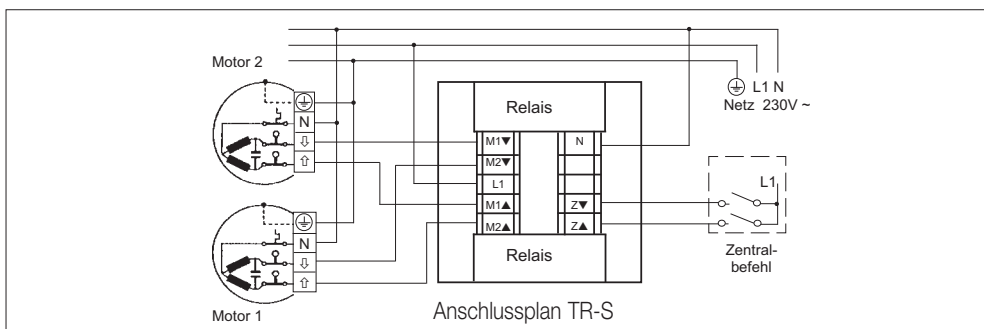 Motor 2
N
L1 N
Netz 230V ~
Relais
M1▼
M2▼
L1
M1▲
M2▲
N
Z▼
Z▲
Relais
L1
Zentral-
befehl
N
Motor 1
Anschlussplan TR-S